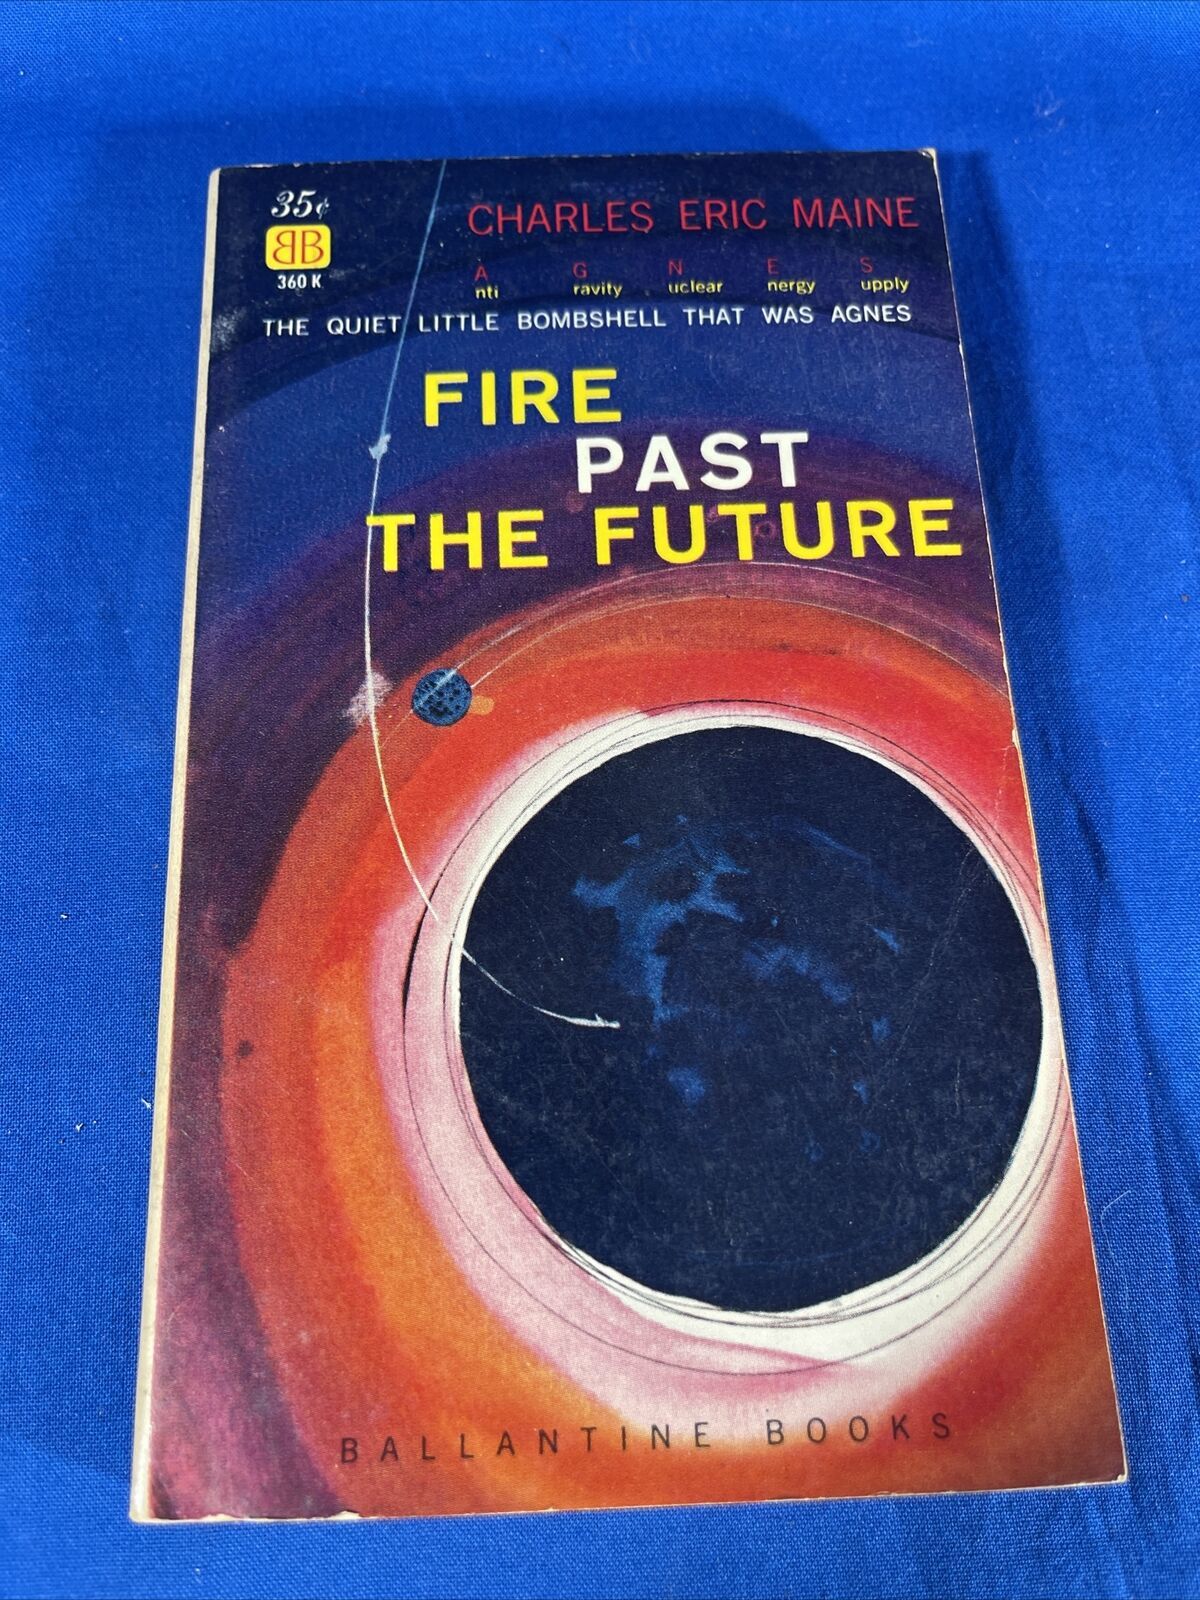 35¢
BB
360 K
CHARLES ERIC MAINE
A G N E S
nti ravity uclear nergy upply
THE QUIET LITTLE BOMBSHELL THAT WAS AGNES
FIRE
PAST
THE FUTURE
BALLANTINE BOOKS